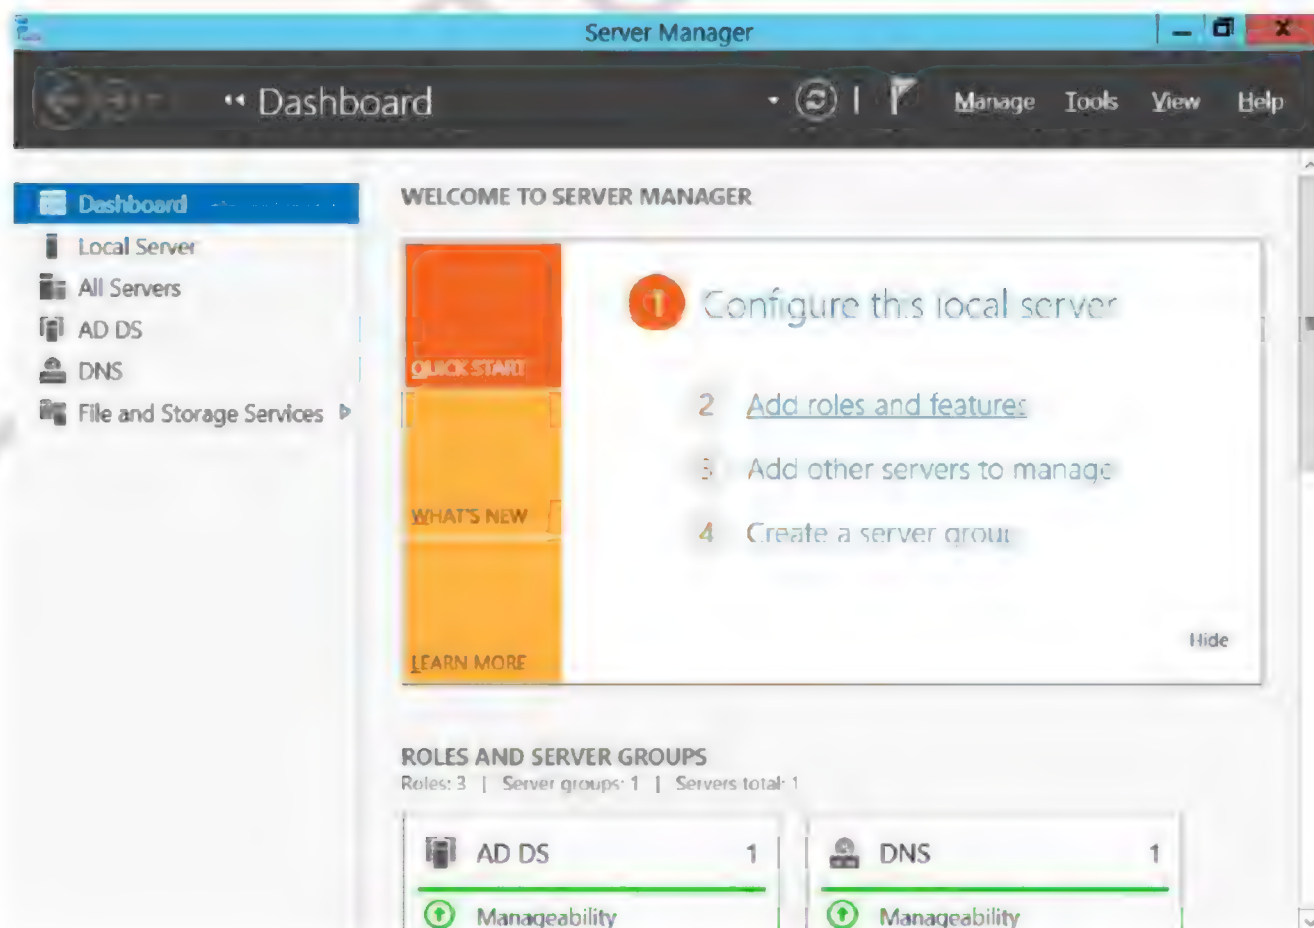 Server Manager
Dashboard
Manage Tools View Help
Dashboard
Local Server
All Servers
AD DS
DNS
File and Storage Services
WELCOME TO SERVER MANAGER
QUICK START
WHAT'S NEW
LEARN MORE
1 Configure this local server
2 Add roles and features
3 Add other servers to manage
4 Create a server group
Hide
ROLES AND SERVER GROUPS
Roles: 3 | Server groups: 1 | Servers total: 1
AD DS 1
Manageability
DNS 1
Manageability